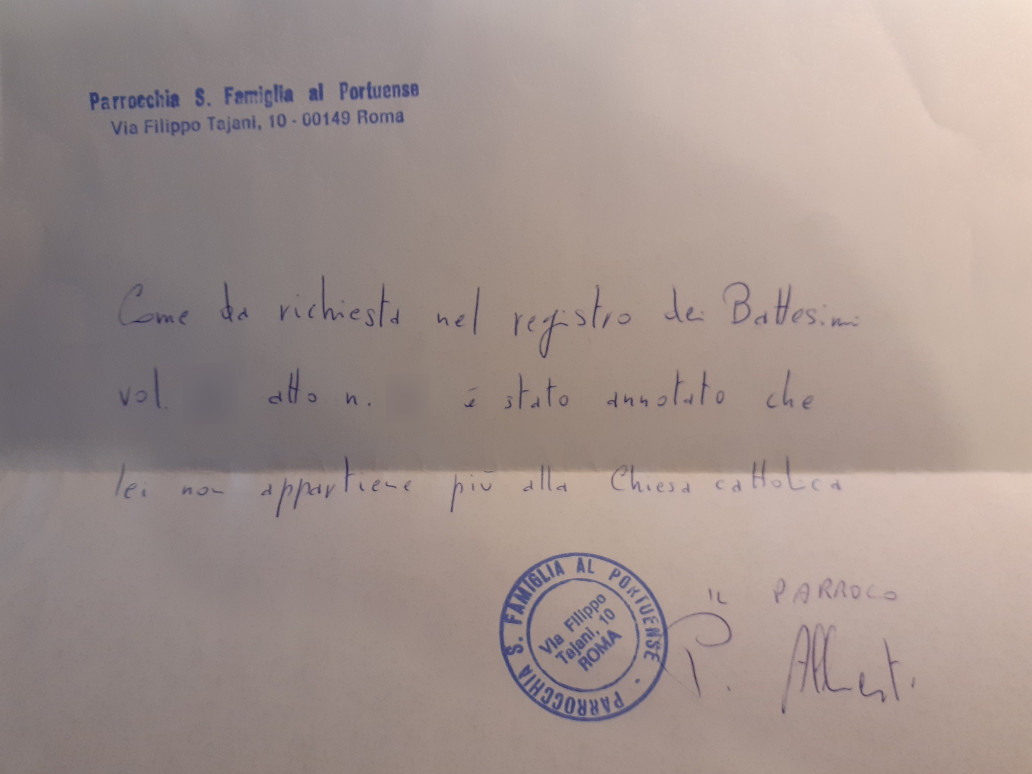 Parrocchia S. Famiglia al Portuense
Via Filippo Tajani, 10 - 00149 Roma
Come da richiesta nel registro dei Battesimi
vol. atto n. è stato annotato che
lei non appartiene più alla Chiesa cattolica
PARROCCHIA S. FAMIGLIA AL PORTUENSE
Via Filippo
Tajani, 10
ROMA
IL PARROCO
P.